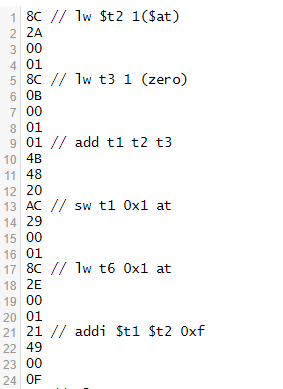 1 8C // lw $t2 1($at)
2 2A
3 00
4 01
5 8C // lw t3 1 (zero)
6 0B
7 00
8 01
9 01 // add t1 t2 t3
10 4B
11 48
12 20
13 AC // sw t1 0x1 at
14 29
15 00
16 01
17 8C // lw t6 0x1 at
18 2E
19 00
20 01
21 21 // addi $t1 $t2 0xf
22 49
23 00
24 0F